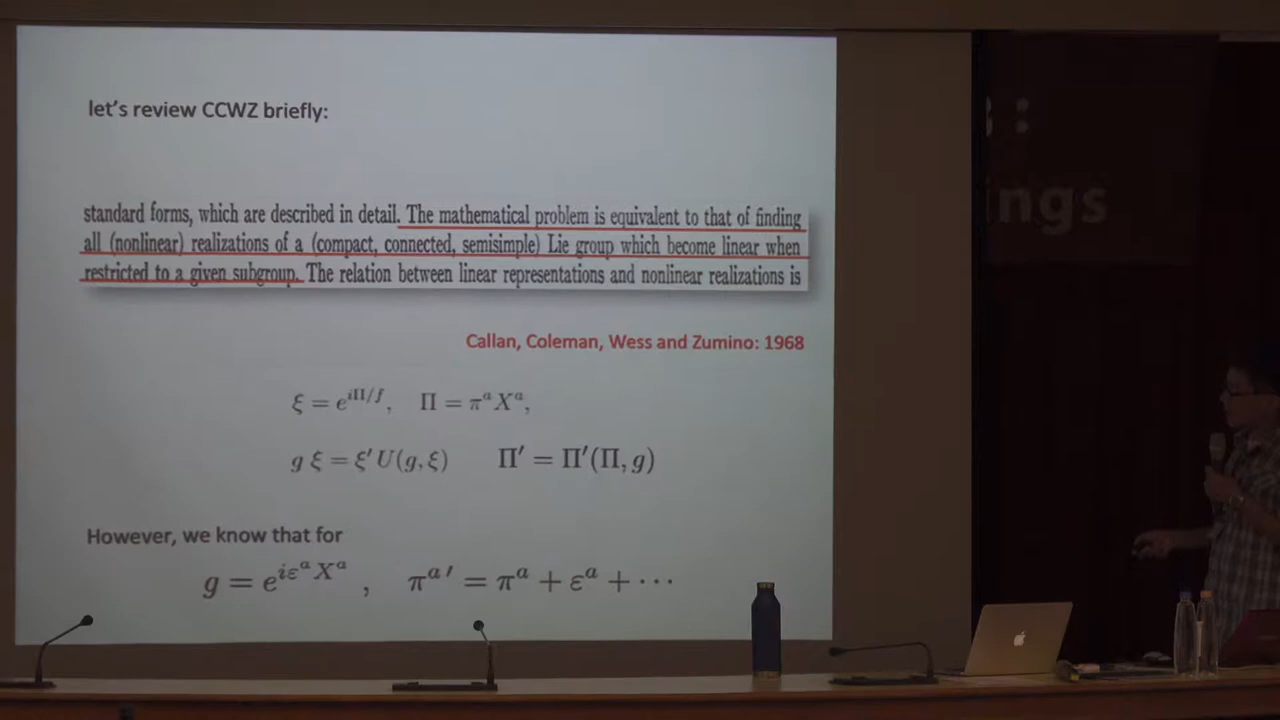 let's review CCWZ briefly:
standard forms, which are described in detail. The mathematical problem is equivalent to that of finding
all (nonlinear) realizations of a (compact, connected, semisimple) Lie group which become linear when
restricted to a given subgroup. The relation between linear representations and nonlinear realizations is
Callan, Coleman, Wess and Zumino: 1968
ξ = e^{iΠ/f}, Π = π^a X^a,
g ξ = ξ′ U(g, ξ) Π′ = Π′(Π, g)
However, we know that for
g = e^{iε^a X^a} , π^{a ′} = π^a + ε^a + ⋯
ngs